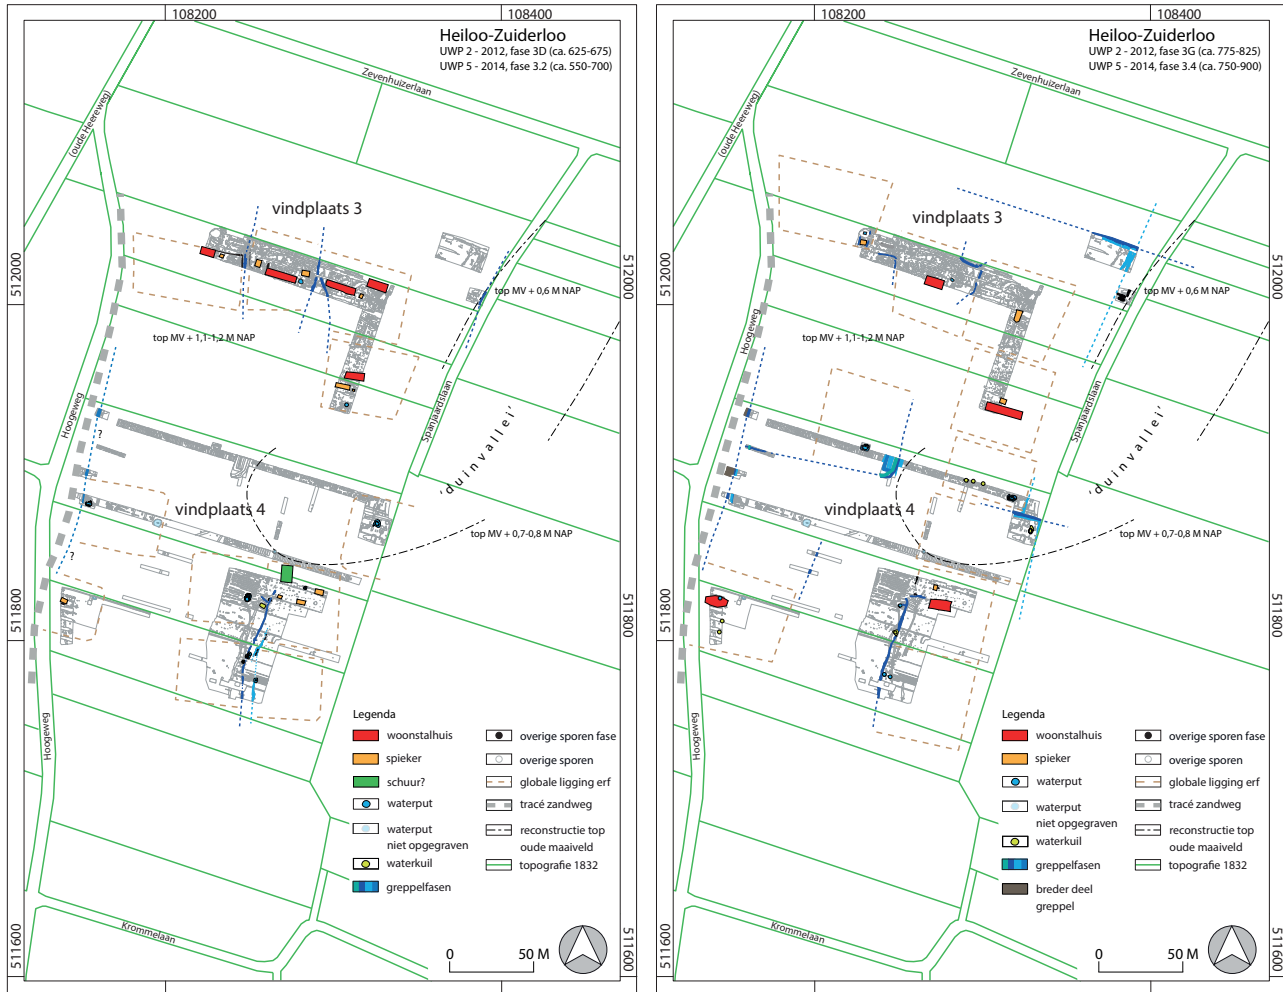 108200
108400
Heiloo-Zuiderloo
UWP 2 - 2012, fase 3D (ca. 625-675)
UWP 5 - 2014, fase 3.2 (ca. 550-700)
Zevenhuizerlaan
(oude Heereweg)
vindplaats 3
512000
512000
top MV + 0,6 M NAP
top MV + 1,1-1,2 M NAP
Hoogeweg
Spanjaardslaan
'duinvallei'
?
vindplaats 4
top MV + 0,7-0,8 M NAP
?
511800
511800
Hoogeweg
Legenda
woonstalhuis
spieker
schuur?
waterput
waterput
niet opgegraven
waterkuil
greppelfasen
overige sporen fase
overige sporen
globale ligging erf
tracé zandweg
reconstructie top
oude maaiveld
topografie 1832
Krommelaan
0 50 M
511600
511600
108200
108400
Heiloo-Zuiderloo
UWP 2 - 2012, fase 3G (ca. 775-825)
UWP 5 - 2014, fase 3.4 (ca. 750-900)
Zevenhuizerlaan
(oude Heereweg)
vindplaats 3
512000
512000
top MV + 0,6 M NAP
top MV + 1,1-1,2 M NAP
Hoogeweg
Spanjaardslaan
'duinvallei'
vindplaats 4
top MV + 0,7-0,8 M NAP
511800
511800
Hoogeweg
Legenda
woonstalhuis
spieker
waterput
waterput
niet opgegraven
waterkuil
greppelfasen
breder deel
greppel
overige sporen fase
overige sporen
globale ligging erf
tracé zandweg
reconstructie top
oude maaiveld
topografie 1832
Krommelaan
0 50 M
511600
511600